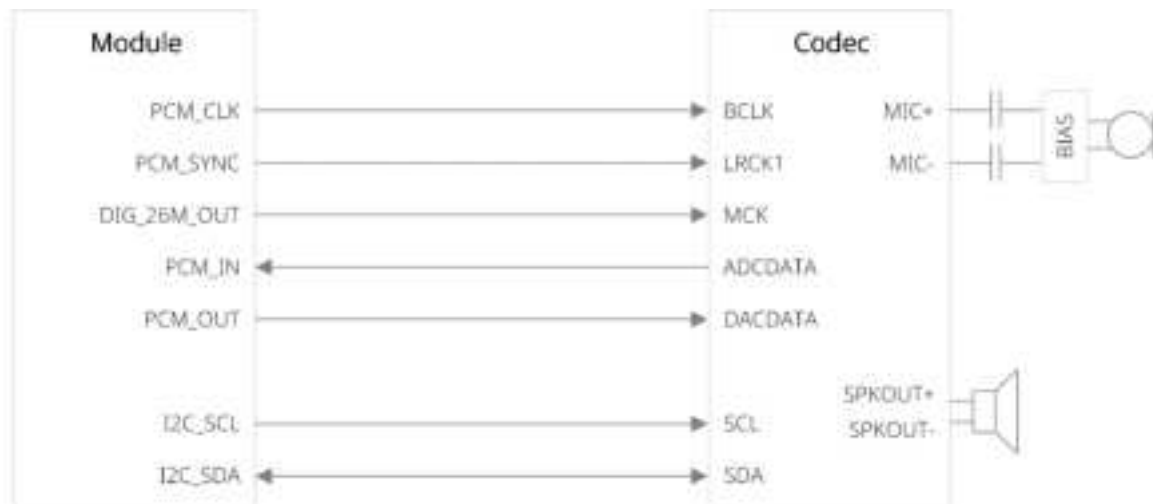 Module
Codec
PCM_CLK
BCLK
MIC+
PCM_SYNC
LRCK1
MIC-
BIAS
DIG_26M_OUT
MCK
PCM_IN
ADCDATA
PCM_OUT
DACDATA
SPKOUT+
I2C_SCL
SCL
SPKOUT-
I2C_SDA
SDA